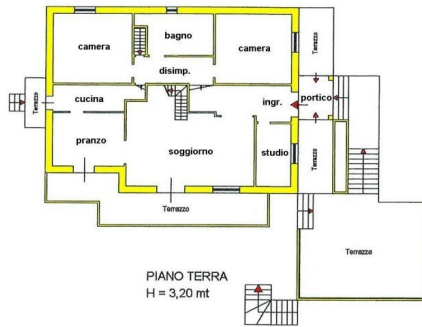 camera
bagno
camera
Terrazzo
disimp.
Terrazzo
cucina
ingr.
portico
pranzo
soggiorno
studio
Terrazzo
Terrazzo
Terrazzo
PIANO TERRA
H = 3,20 mt